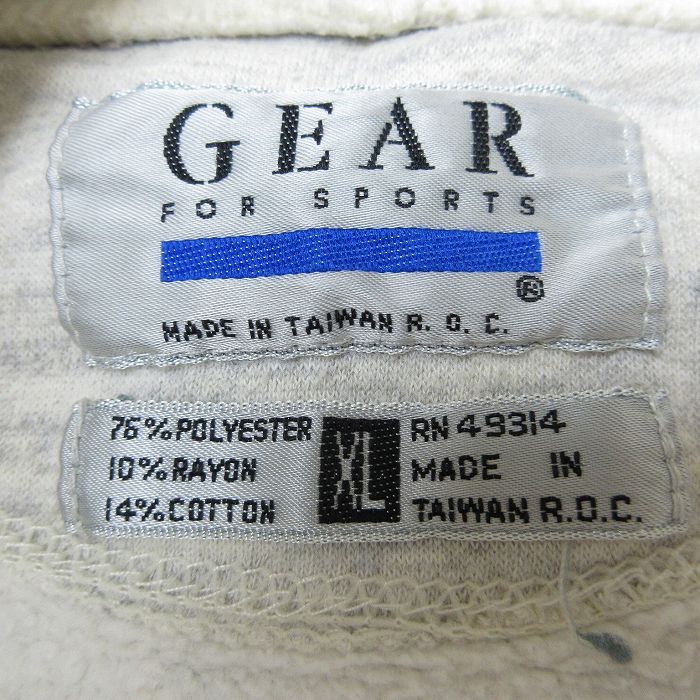 GEAR
FOR SPORTS
®
MADE IN TAIWAN R. O. C.
76% POLYESTER
10% RAYON
14% COTTON
XL
RN 49314
MADE IN
TAIWAN R.O.C.